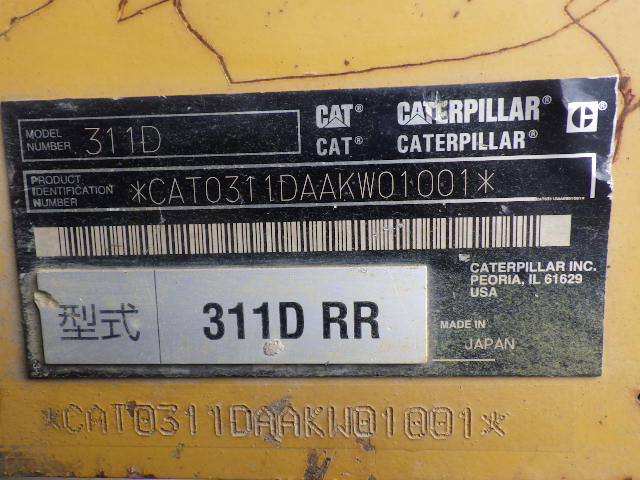 MODEL NUMBER 311D
CAT® CATERPILLAR® C®
CAT® CATERPILLAR®
PRODUCT IDENTIFICATION NUMBER *CAT0311DAAKW01001*
CATERPILLAR INC.
PEORIA, IL 61629
USA
型式 311D RR
MADE IN
JAPAN
*CAT0311DAAKW01001*